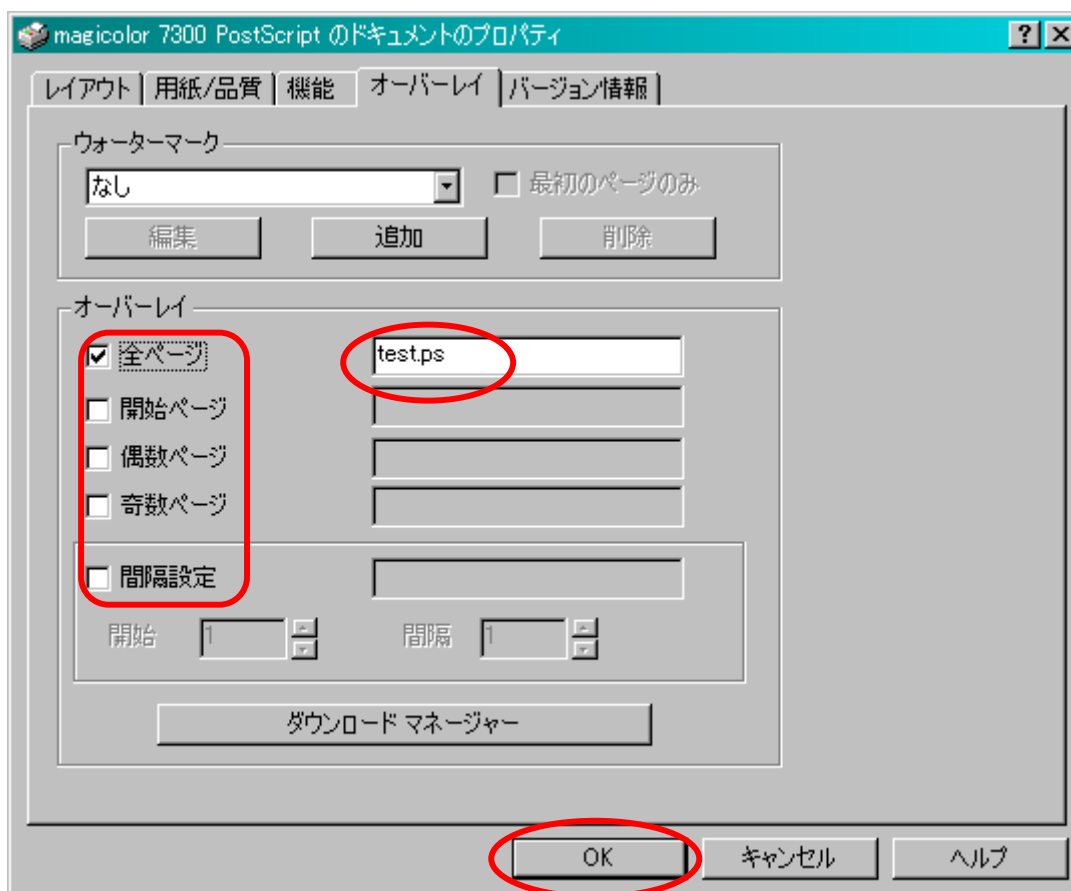 magicolor 7300 PostScript のドキュメントのプロパティ
レイアウト 用紙/品質 機能 オーバーレイ バージョン情報
ウォーターマーク
なし 最初のページのみ
編集 追加 削除
オーバーレイ
全ページ test.ps
開始ページ
偶数ページ
奇数ページ
間隔設定
開始 1 間隔 1
ダウンロード マネージャー
OK キャンセル ヘルプ